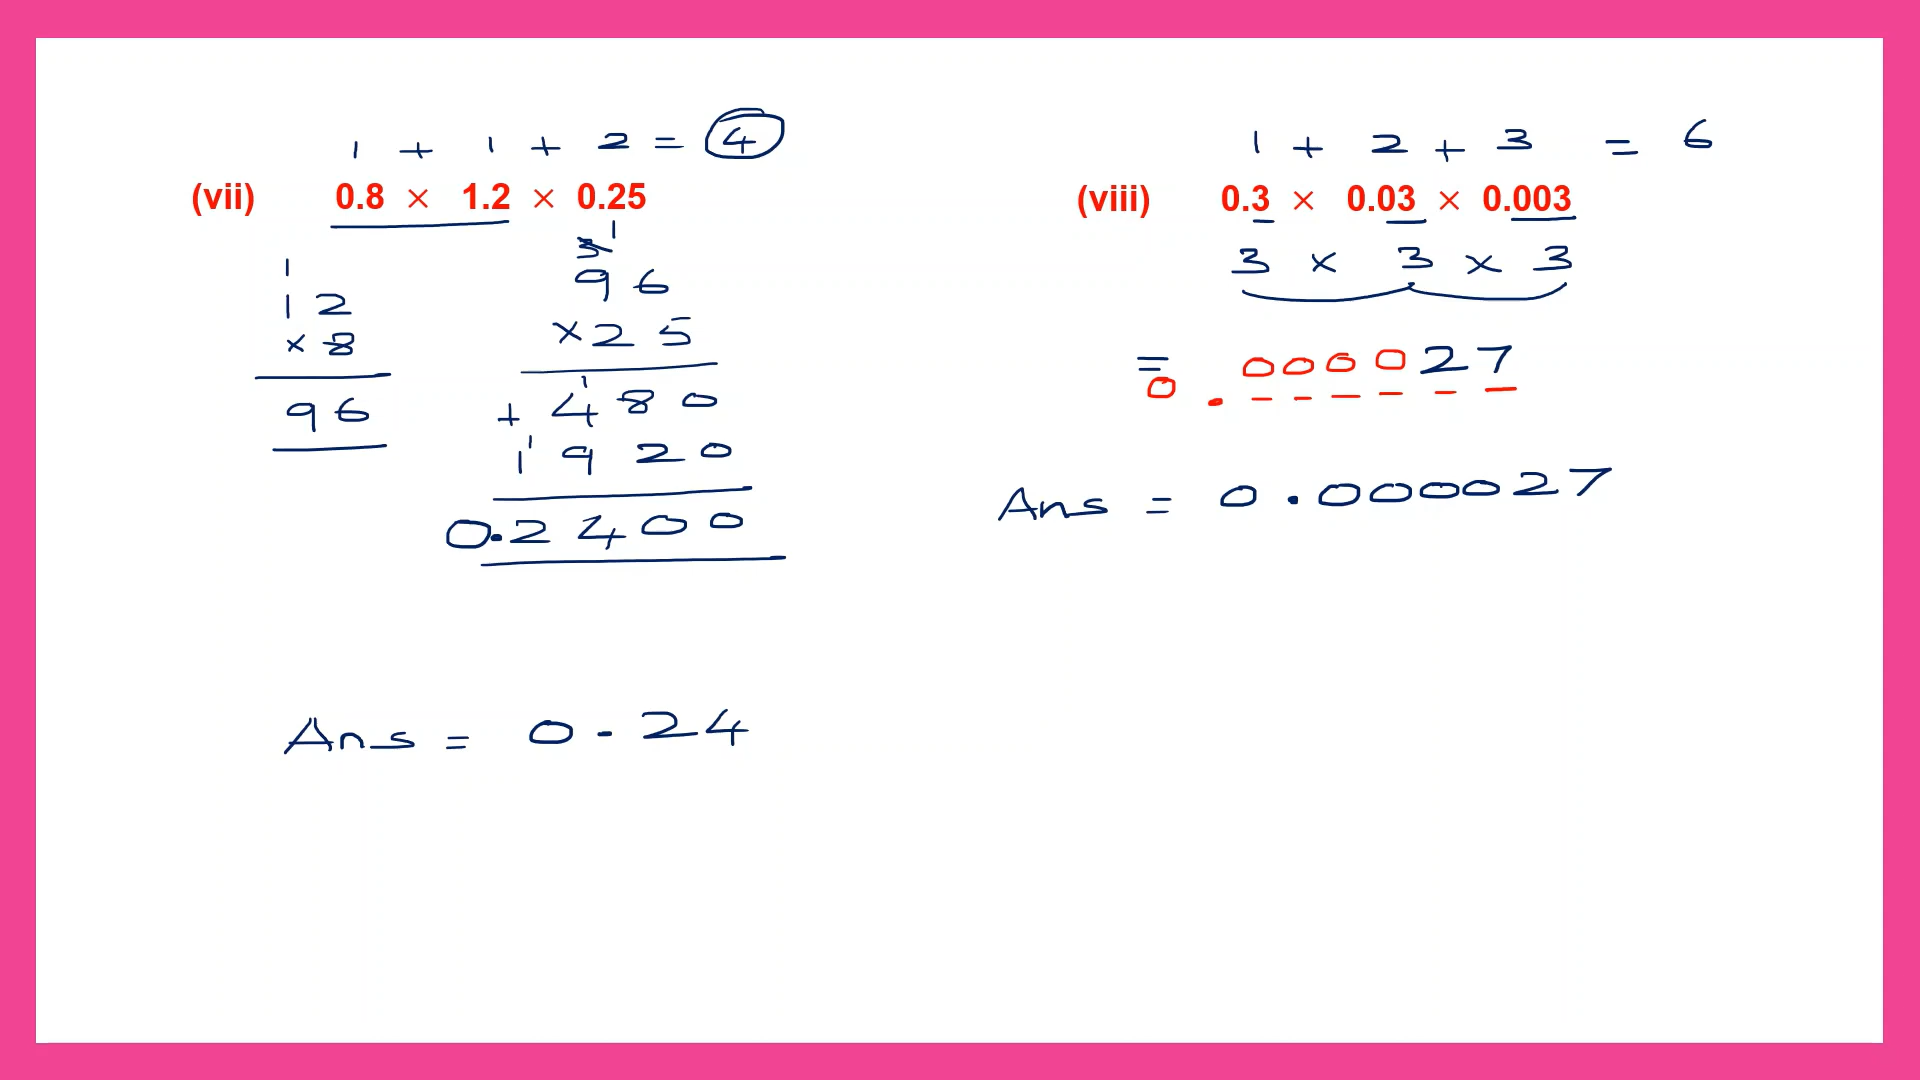 1 + 1 + 2 = 4
(vii) 0.8 × 1.2 × 0.25
1
12
× 8
96
3 1
96
× 25
1
+ 480
1
1920
0.2400
Ans = 0.24
1 + 2 + 3 = 6
(viii) 0.3 × 0.03 × 0.003
3 × 3 × 3
= 0.000027
Ans = 0.000027